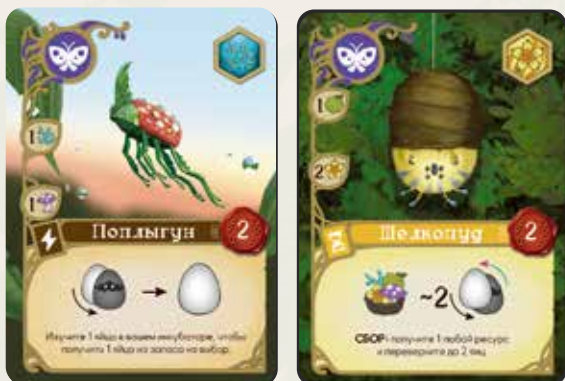 1
1
Поплыгун
2
Изучите 1 яйцо в вашем инкубаторе, чтобы
получить 1 яйцо из запаса на выбор.
1
2
Шелкопуд
2
~2
СБОР: получите 1 любой ресурс
и переверните до 2 яиц